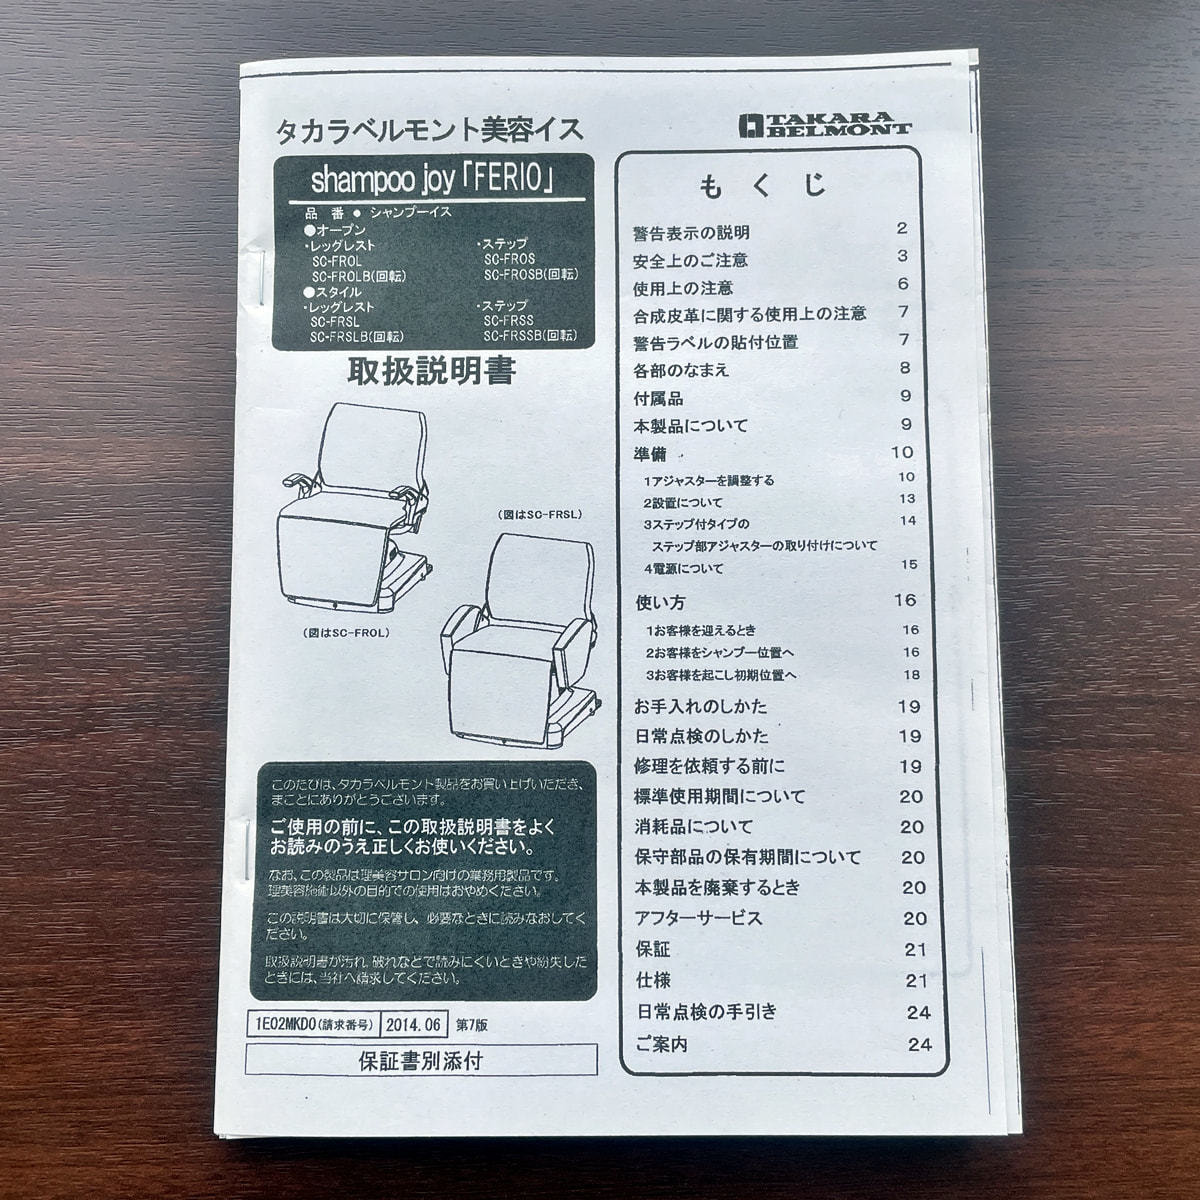 タカラベルモント美容イス
shampoo joy「FERIO」
品 番 ● シャンプーイス
●オープン
・レッグレスト ・ステップ
SC-FROL SC-FROS
SC-FROLB(回転) SC-FROSB(回転)
●スタイル
・レッグレスト ・ステップ
SC-FRSL SC-FRSS
SC-FRSLB(回転) SC-FRSSB(回転)
取扱説明書
(図はSC-FRSL)
(図はSC-FROL)
このたびは、タカラベルモント製品をお買い上げいただき、
まことにありがとうございます。
ご使用の前に、この取扱説明書をよく
お読みのうえ正しくお使いください。
なお、この製品は理美容サロン向けの業務用製品です。
理美容施術以外の目的での使用はおやめください。
この説明書は大切に保管し、必要なときに読みなおしてく
ださい。
取扱説明書が汚れ、破れなどで読みにくいときや紛失した
ときには、当社へ請求してください。
1E02MKD0(請求番号) 2014.06 第7版
保証書別添付
TAKARA
BELMONT
も く じ
警告表示の説明 2
安全上のご注意 3
使用上の注意 6
合成皮革に関する使用上の注意 7
警告ラベルの貼付位置 7
各部のなまえ 8
付属品 9
本製品について 9
準備 10
1アジャスターを調整する 10
2設置について 13
3ステップ付タイプの 14
ステップ部アジャスターの取り付けについて
4電源について 15
使い方 16
1お客様を迎えるとき 16
2お客様をシャンプー位置へ 16
3お客様を起こし初期位置へ 18
お手入れのしかた 19
日常点検のしかた 19
修理を依頼する前に 19
標準使用期間について 20
消耗品について 20
保守部品の保有期間について 20
本製品を廃棄するとき 20
アフターサービス 20
保証 21
仕様 21
日常点検の手引き 24
ご案内 24